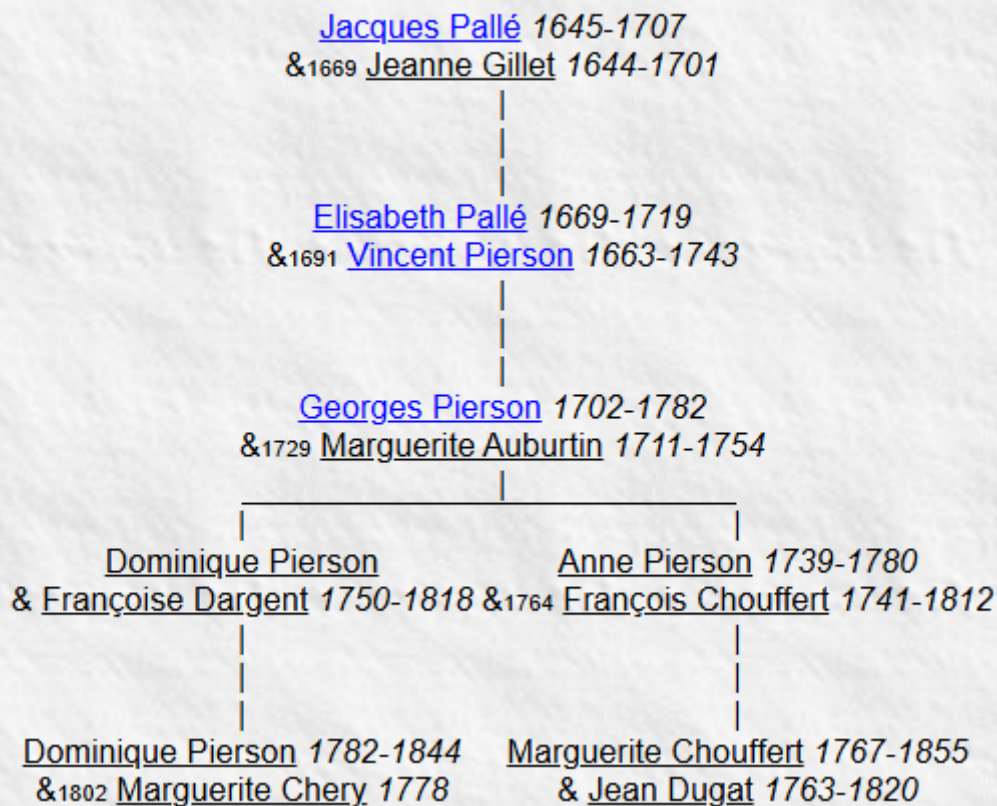 Jacques Pallé 1645-1707
&1669 Jeanne Gillet 1644-1701
Elisabeth Pallé 1669-1719
&1691 Vincent Pierson 1663-1743
Georges Pierson 1702-1782
&1729 Marguerite Auburtin 1711-1754
Dominique Pierson
& Françoise Dargent 1750-1818
Anne Pierson 1739-1780
&1764 François Chouffert 1741-1812
Dominique Pierson 1782-1844
&1802 Marguerite Chery 1778
Marguerite Chouffert 1767-1855
& Jean Dugat 1763-1820